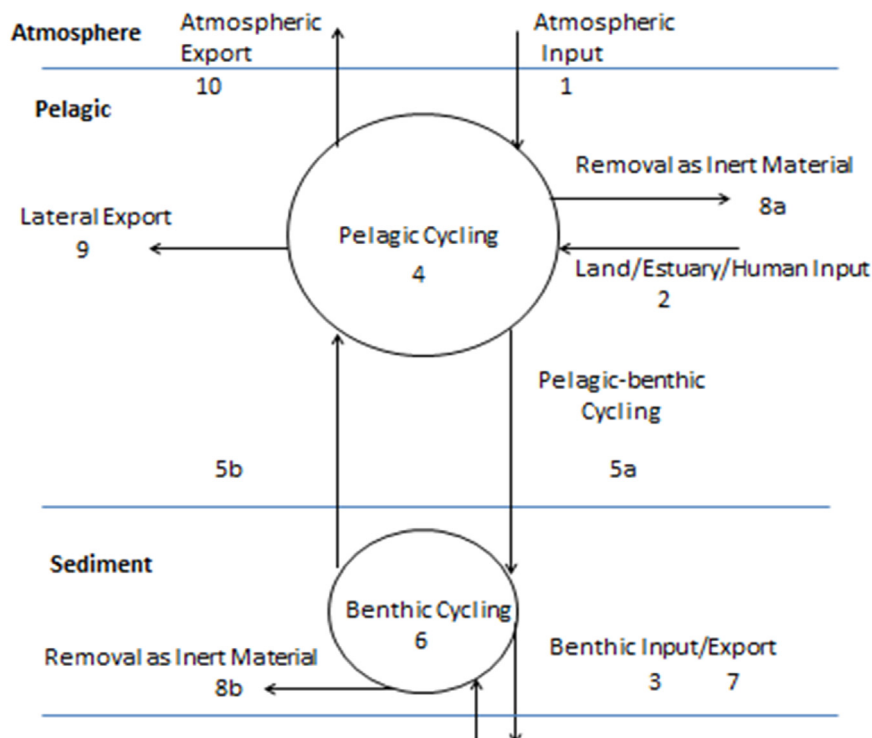 Atmosphere
Atmospheric
Export
10
Atmospheric
Input
1
Pelagic
Removal as Inert Material
8a
Lateral Export
9
Pelagic Cycling
4
Land/Estuary/Human Input
2
Pelagic-benthic
Cycling
5b
5a
Sediment
Benthic Cycling
6
Benthic Input/Export
3 7
Removal as Inert Material
8b